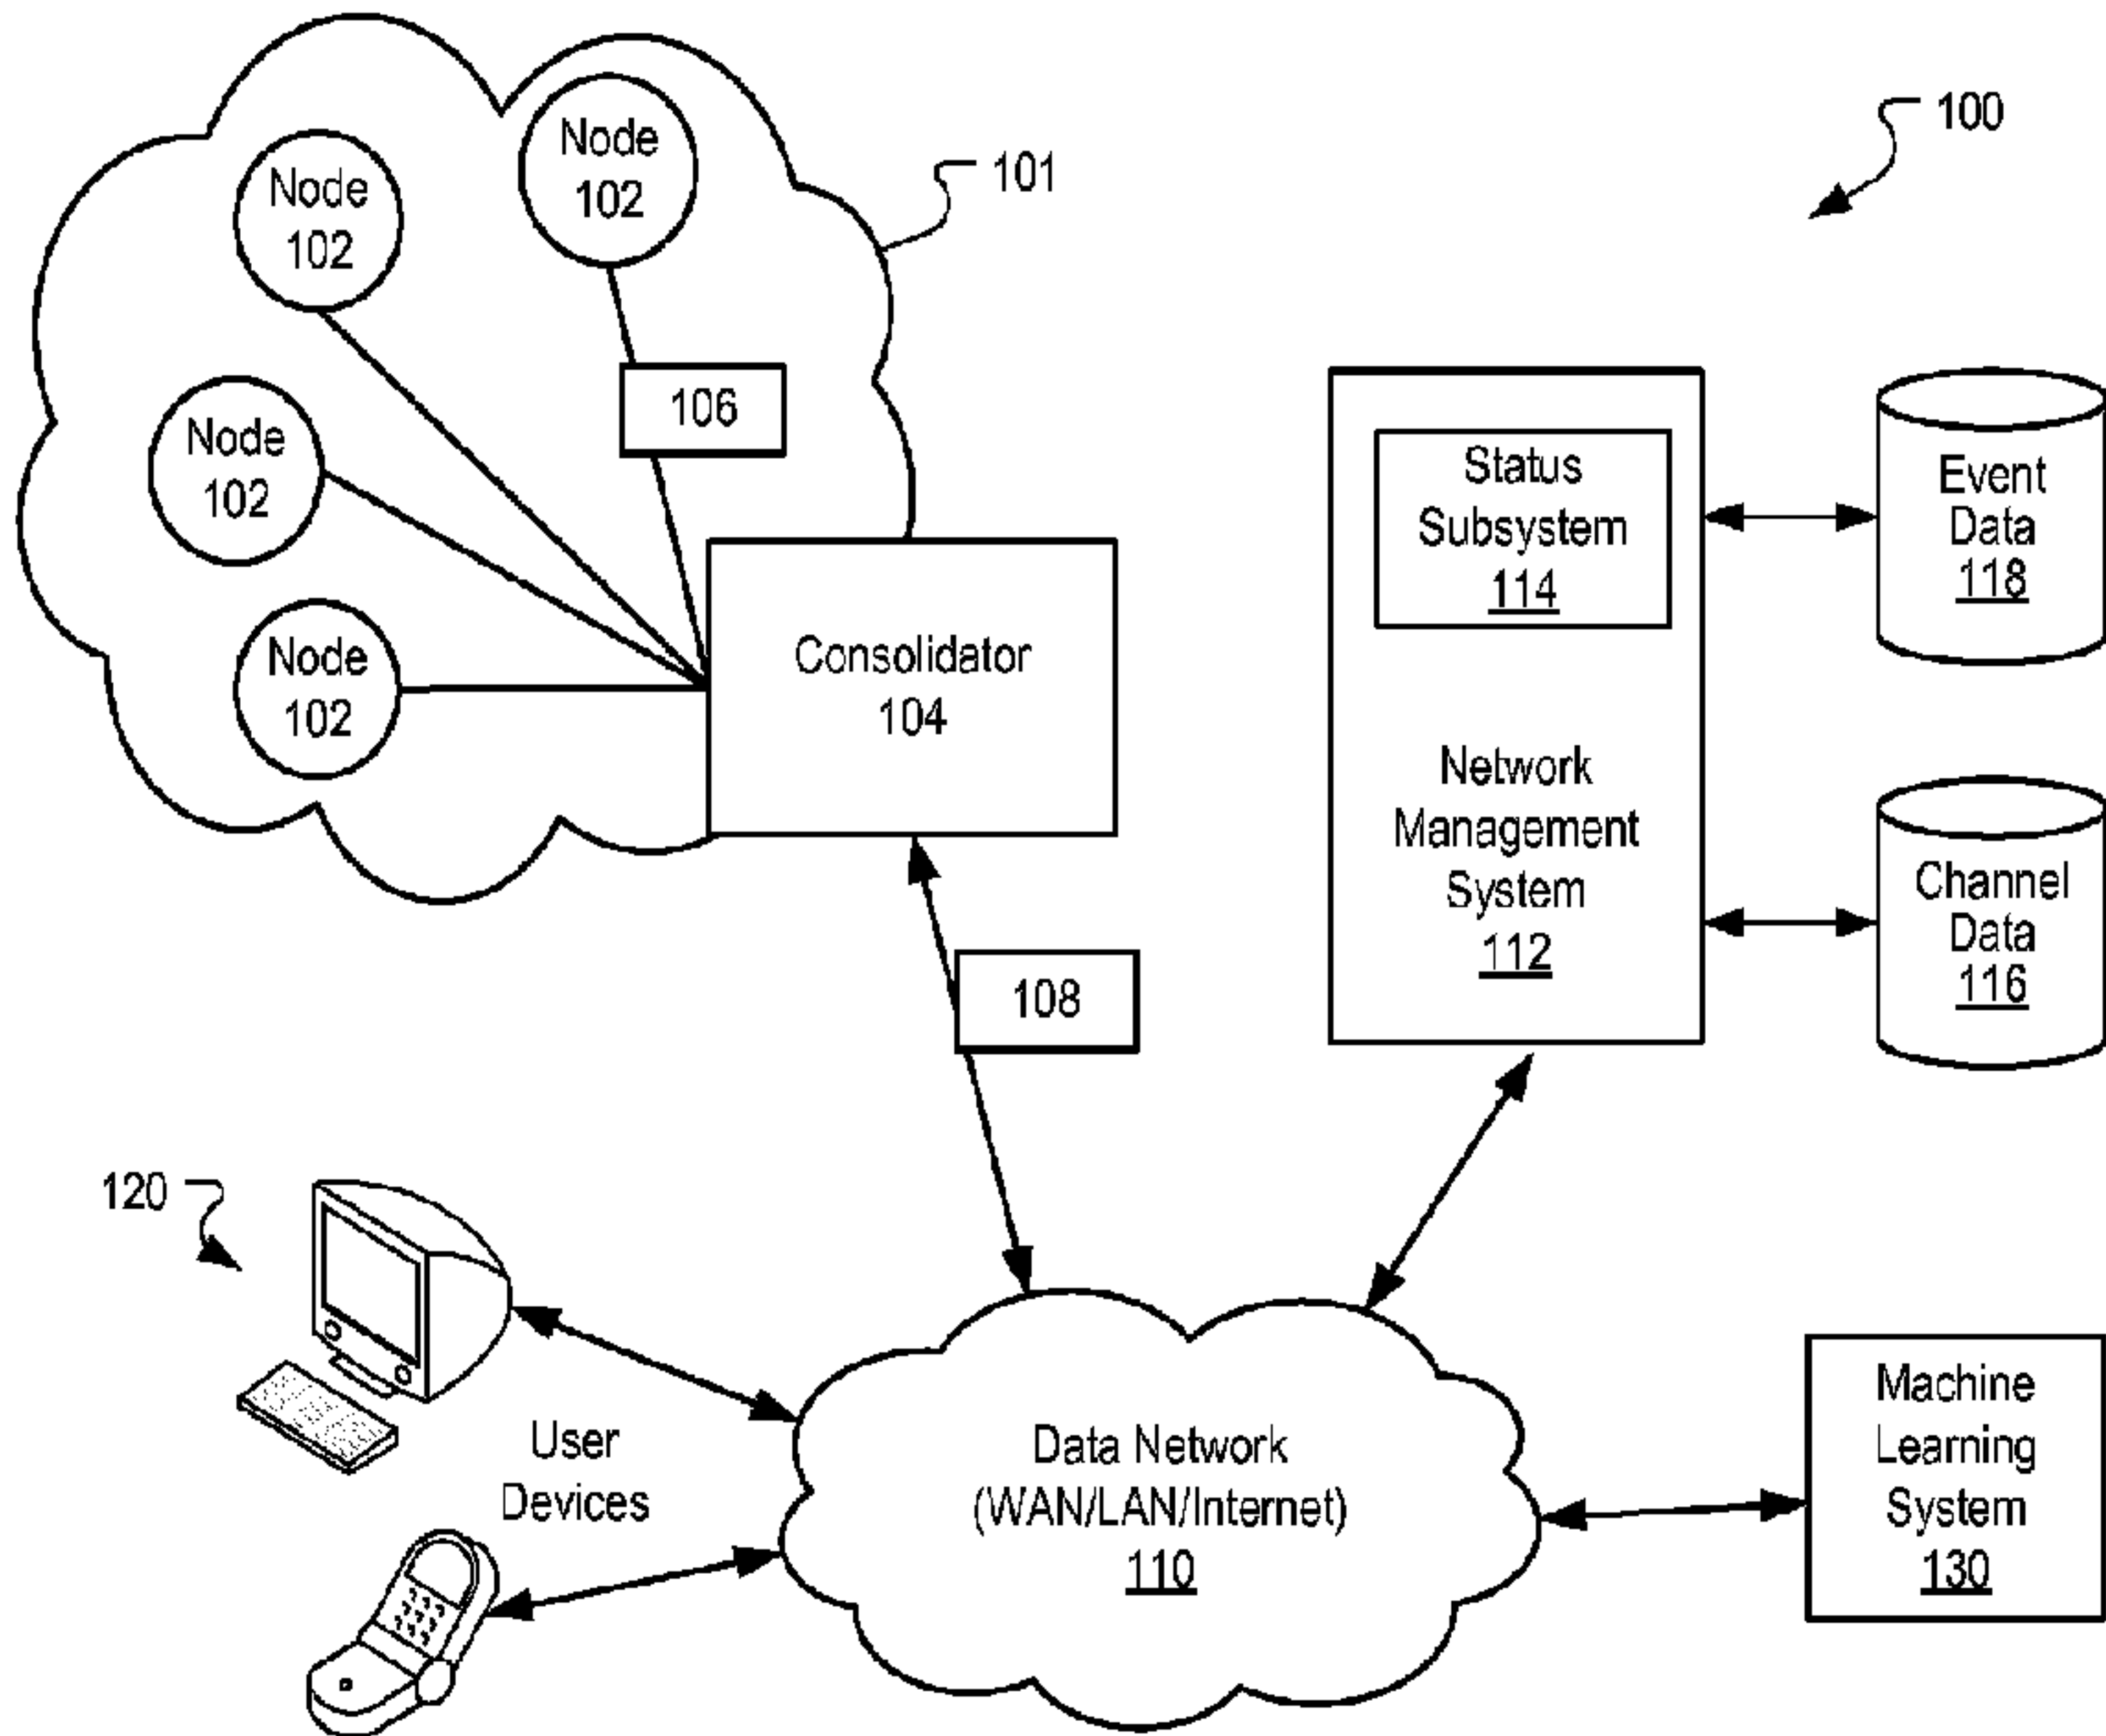 Node
102
Node
102
101
100
106
Node
102
Node
102
Consolidator
104
Status
Subsystem
114
Network
Management
System
112
Event
Data
118
Channel
Data
116
108
120
User
Devices
Data Network
(WAN/LAN/Internet)
110
Machine
Learning
System
130